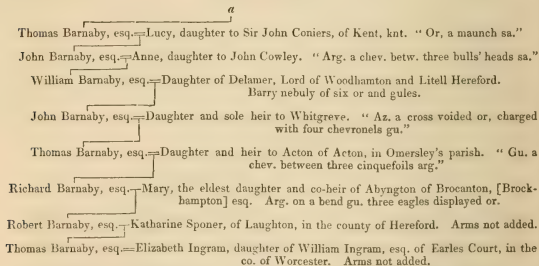 a
Thomas Barnaby, esq.=Lucy, daughter to Sir John Coniers, of Kent, knt. "Or, a maunch sa."
John Barnaby, esq.=Anne, daughter to John Cowley. "Arg. a chev. betw. three bulls' heads sa."
William Barnaby, esq.=Daughter of Delamer, Lord of Woodhamton and Litell Hereford.
Barry nebuly of six or and gules.
John Barnaby, esq.=Daughter and sole heir to Whitgreve. "Az. a cross voided or, charged
with four chevronels gu."
Thomas Barnaby, esq.=Daughter and heir to Acton of Acton, in Omersley's parish. "Gu. a
chev. between three cinquefoils arg."
Richard Barnaby, esq.=Mary, the eldest daughter and co-heir of Abyngton of Brocanton, [Brock-
hampton] esq. Arg. on a bend gu. three eagles displayed or.
Robert Barnaby, esq.=Katharine Sponer, of Laughton, in the county of Hereford. Arms not added.
Thomas Barnaby, esq.=Elizabeth Ingram, daughter of William Ingram, esq. of Earles Court, in the
co. of Worcester. Arms not added.